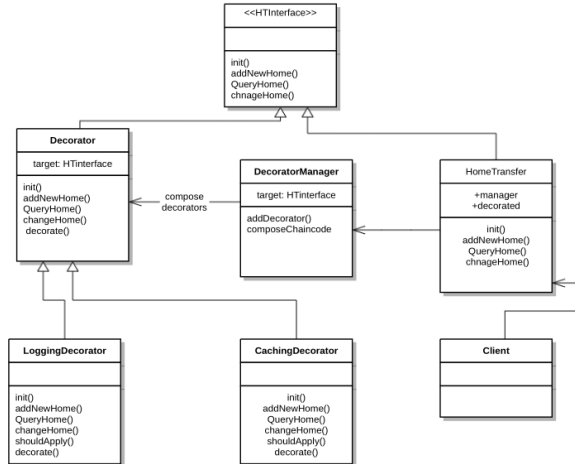 <<HTInterface>>
init()
addNewHome()
QueryHome()
chnageHome()
Decorator
target: HTinterface
init()
addNewHome()
QueryHome()
changeHome()
decorate()
compose
decorators
DecoratorManager
target: HTinterface
addDecorator()
composeChaincode
HomeTransfer
+manager
+decorated
init()
addNewHome()
QueryHome()
chnageHome()
LoggingDecorator
init()
addNewHome()
QueryHome()
changeHome()
shouldApply()
decorate()
CachingDecorator
init()
addNewHome()
QueryHome()
changeHome()
shouldApply()
decorate()
Client